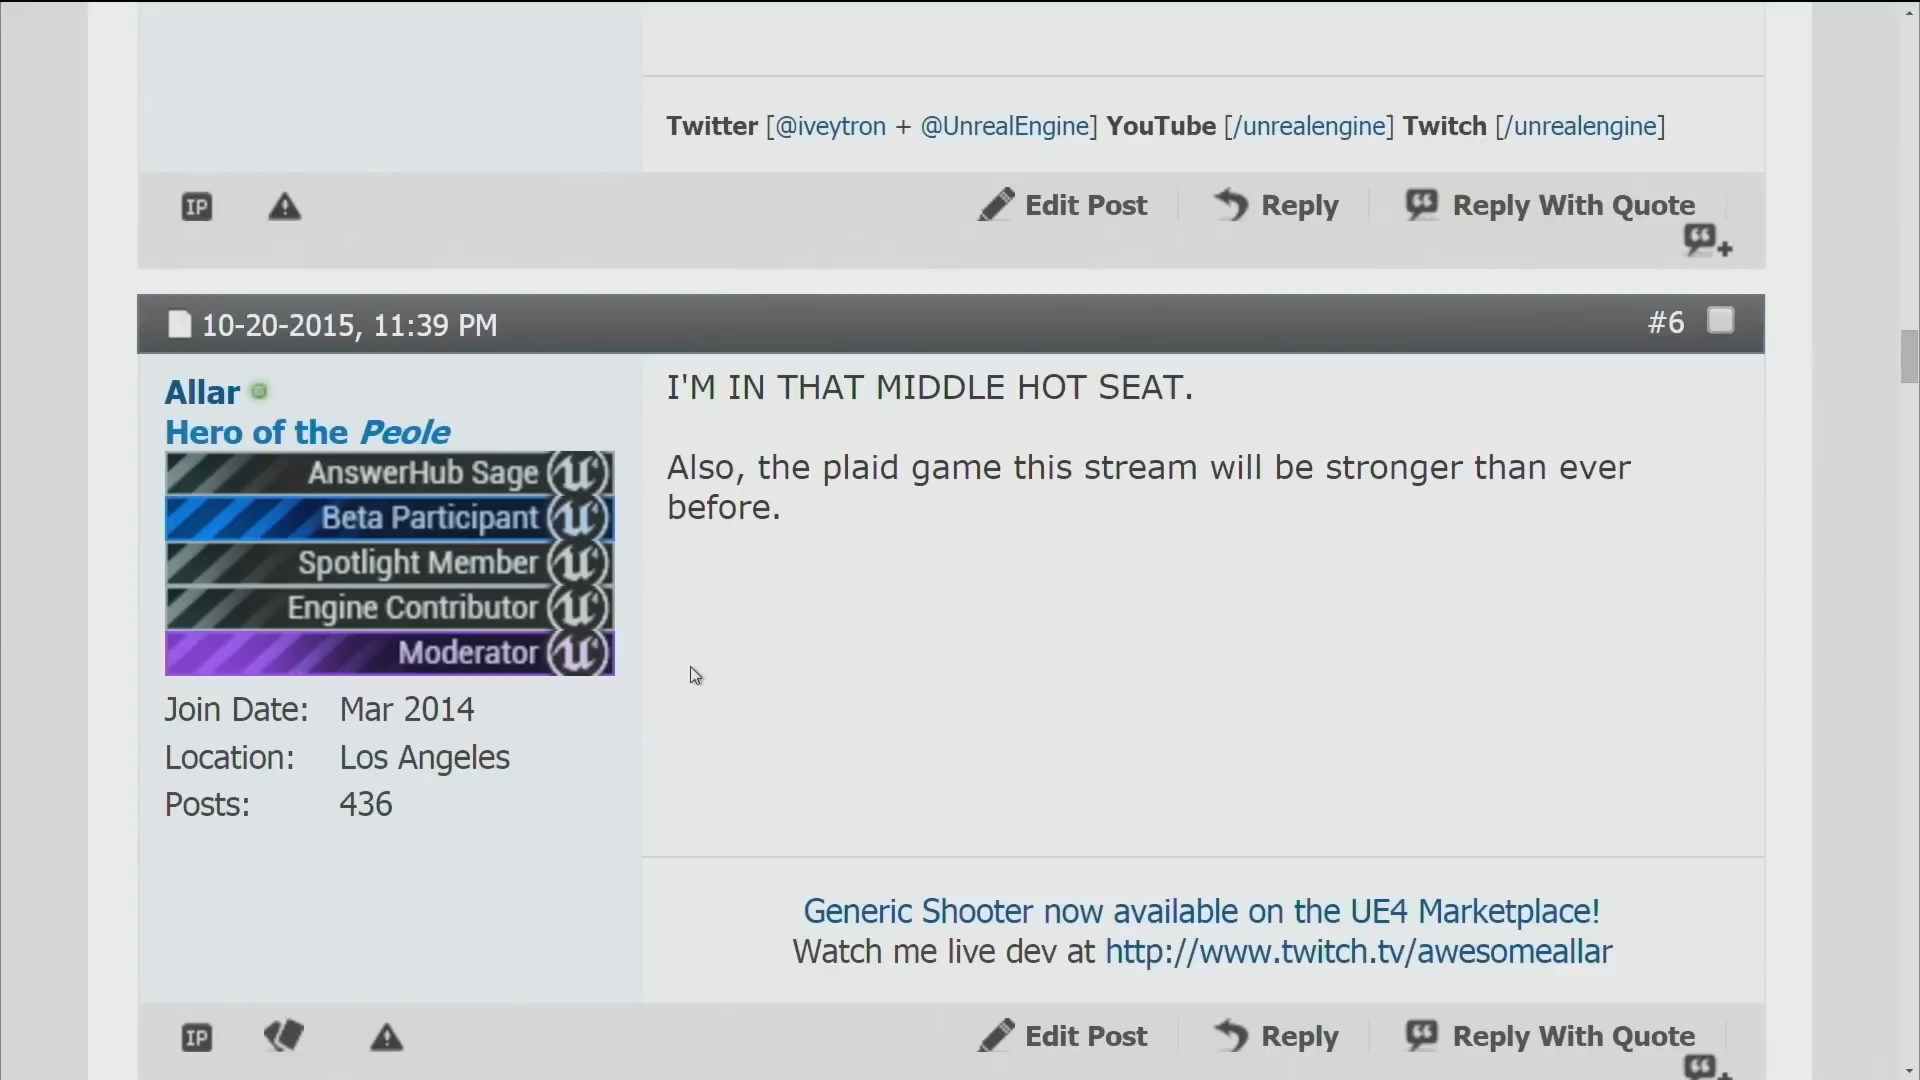 Twitter [@iveytron + @UnrealEngine] YouTube [/unrealengine] Twitch [/unrealengine]
IP
Edit Post
Reply
Reply With Quote
10-20-2015, 11:39 PM
#6
Allar
Hero of the Peole
AnswerHub Sage
Beta Participant
Spotlight Member
Engine Contributor
Moderator
Join Date: Mar 2014
Location: Los Angeles
Posts: 436
I'M IN THAT MIDDLE HOT SEAT.
Also, the plaid game this stream will be stronger than ever
before.
Generic Shooter now available on the UE4 Marketplace!
Watch me live dev at http://www.twitch.tv/awesomeallar
IP
Edit Post
Reply
Reply With Quote